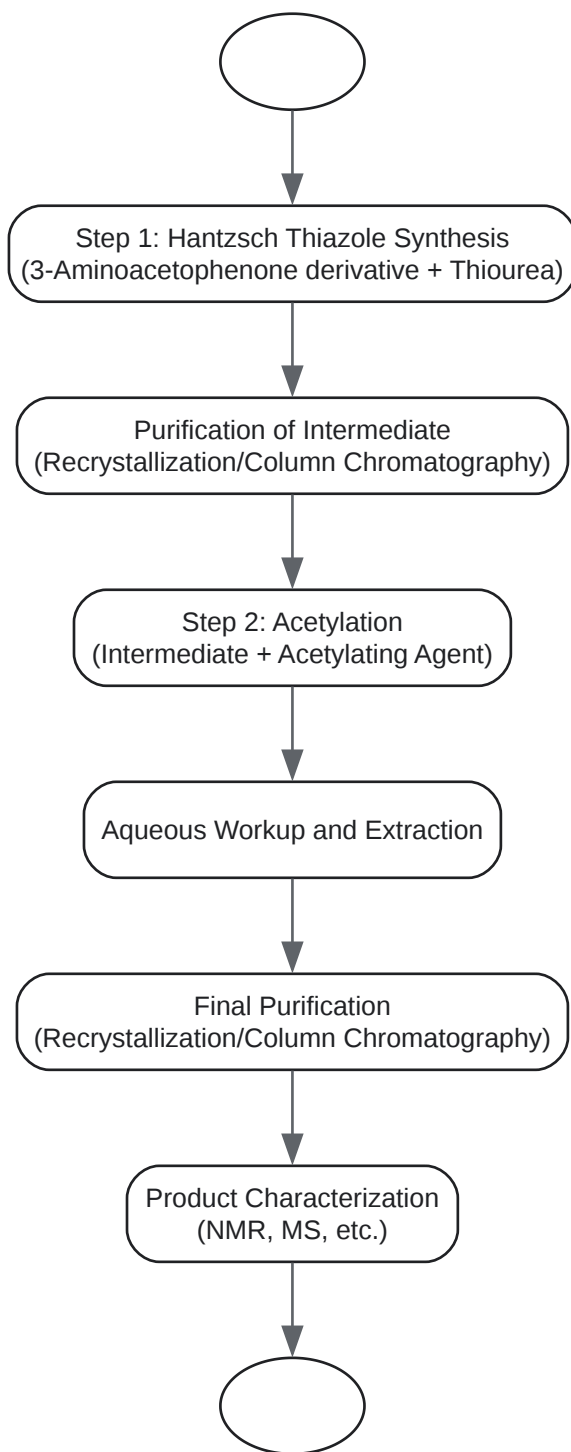 Step 1: Hantzsch Thiazole Synthesis
(3-Aminoacetophenone derivative + Thiourea)
Purification of Intermediate
(Recrystallization/Column Chromatography)
Step 2: Acetylation
(Intermediate + Acetylating Agent)
Aqueous Workup and Extraction
Final Purification
(Recrystallization/Column Chromatography)
Product Characterization
(NMR, MS, etc.)